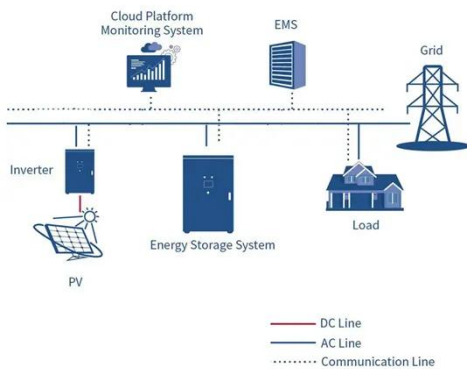 Cloud Platform
Monitoring System
EMS
Grid
Inverter
Energy Storage System
Load
PV
DC Line
AC Line
Communication Line